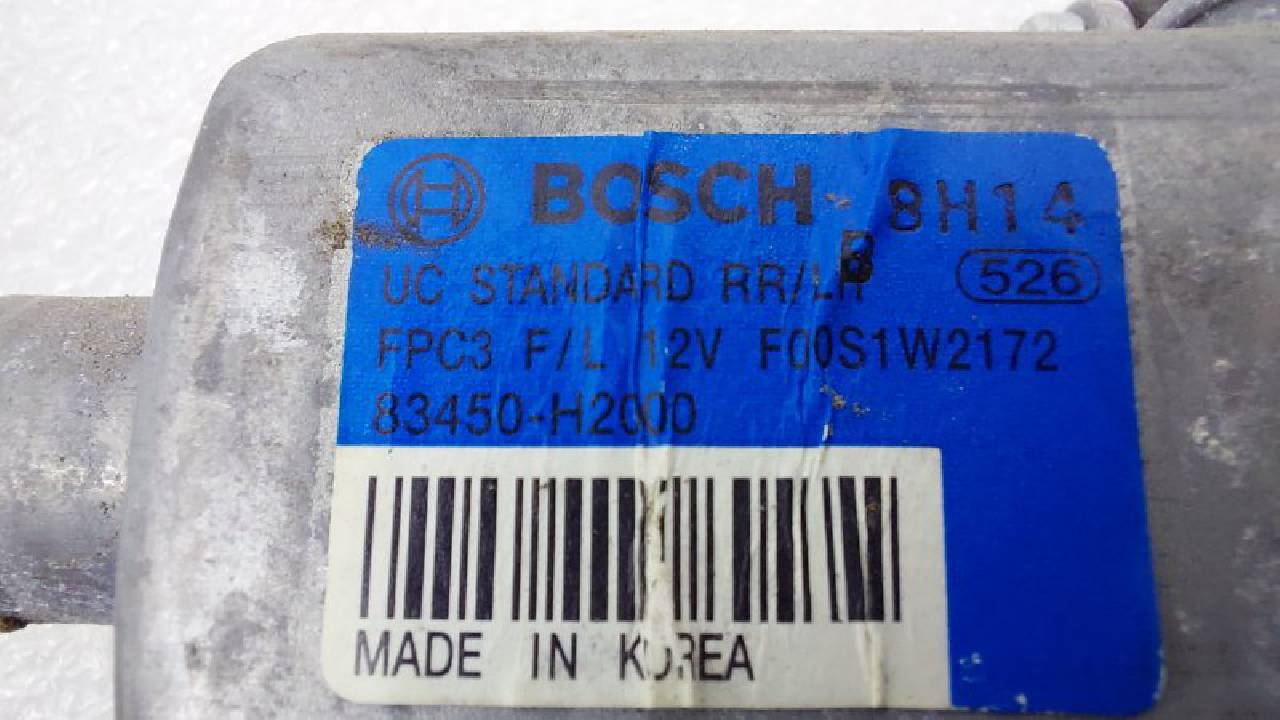 BOSCH 8H14
B
UC STANDARD RR/LH 526
FPC3 F/L 12V F00S1W2172
83450-H2000
MADE IN KOREA